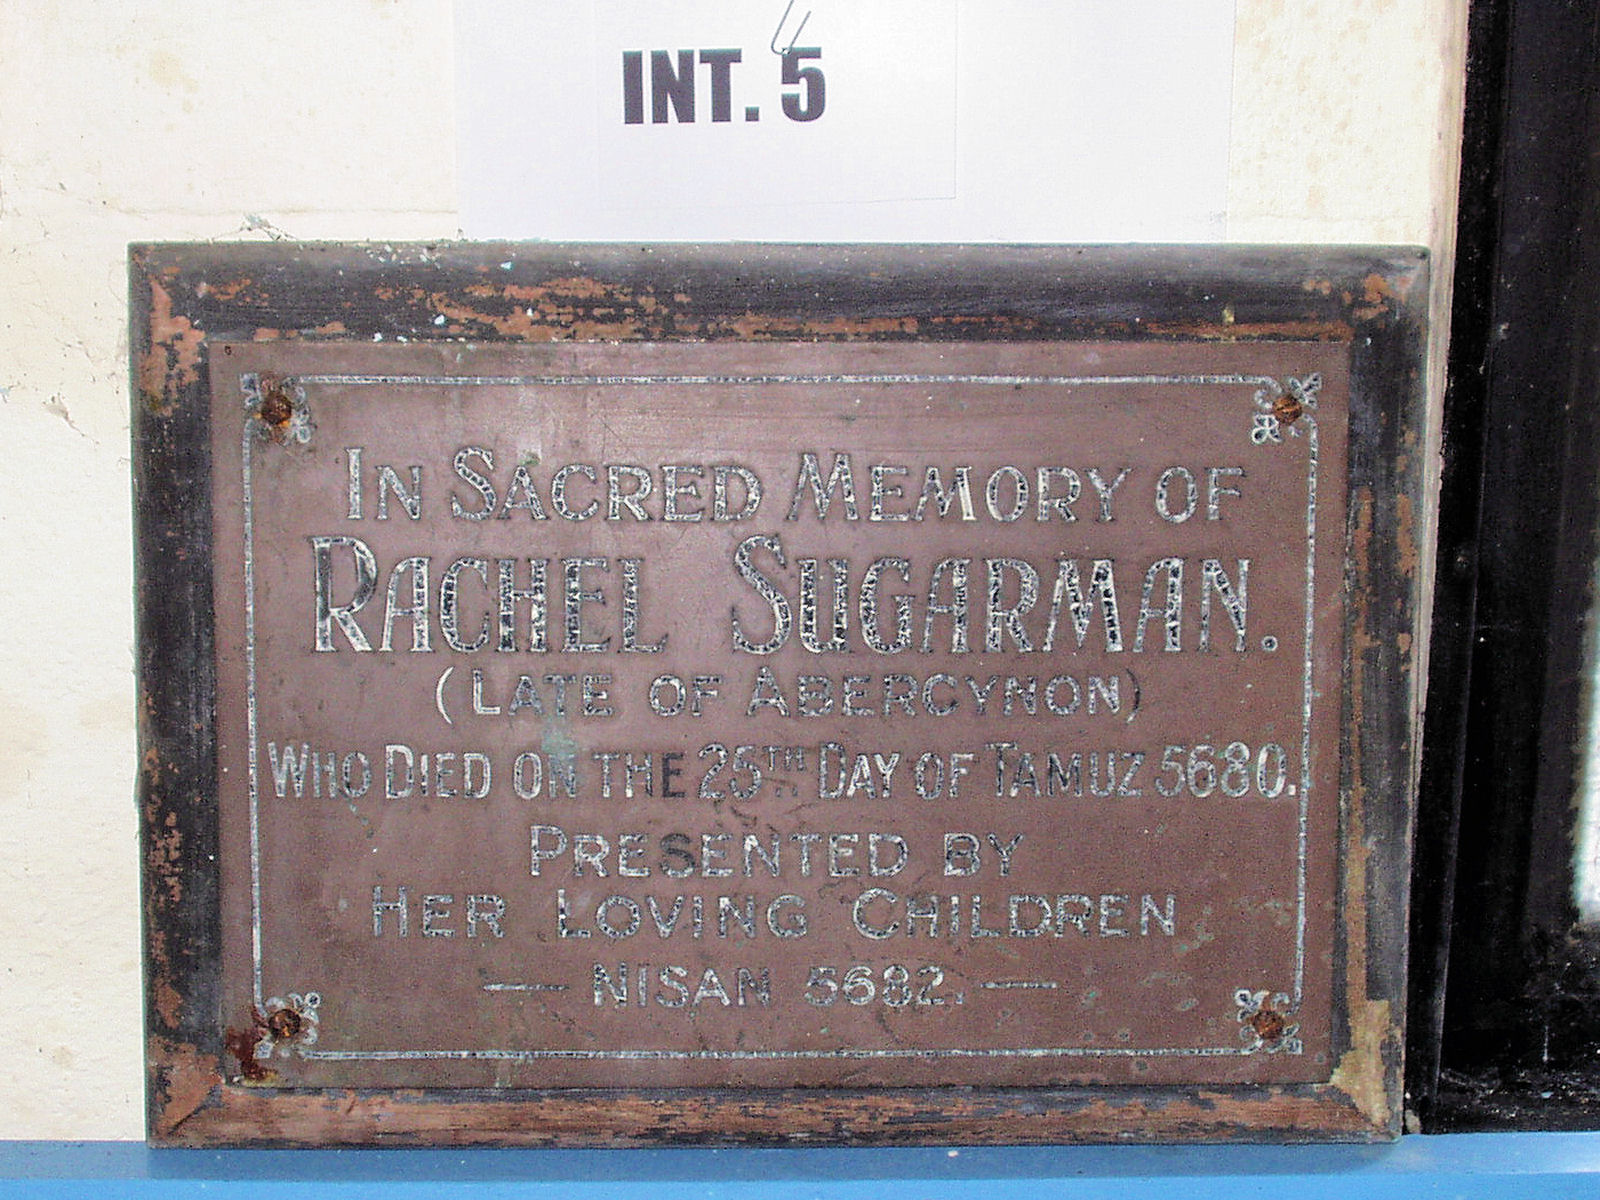 INT. 5
IN SACRED MEMORY OF
RACHEL SUGARMAN.
(LATE OF ABERCYNON)
WHO DIED ON THE 25TH DAY OF TAMUZ 5680.
PRESENTED BY
HER LOVING CHILDREN
— NISAN 5682. —